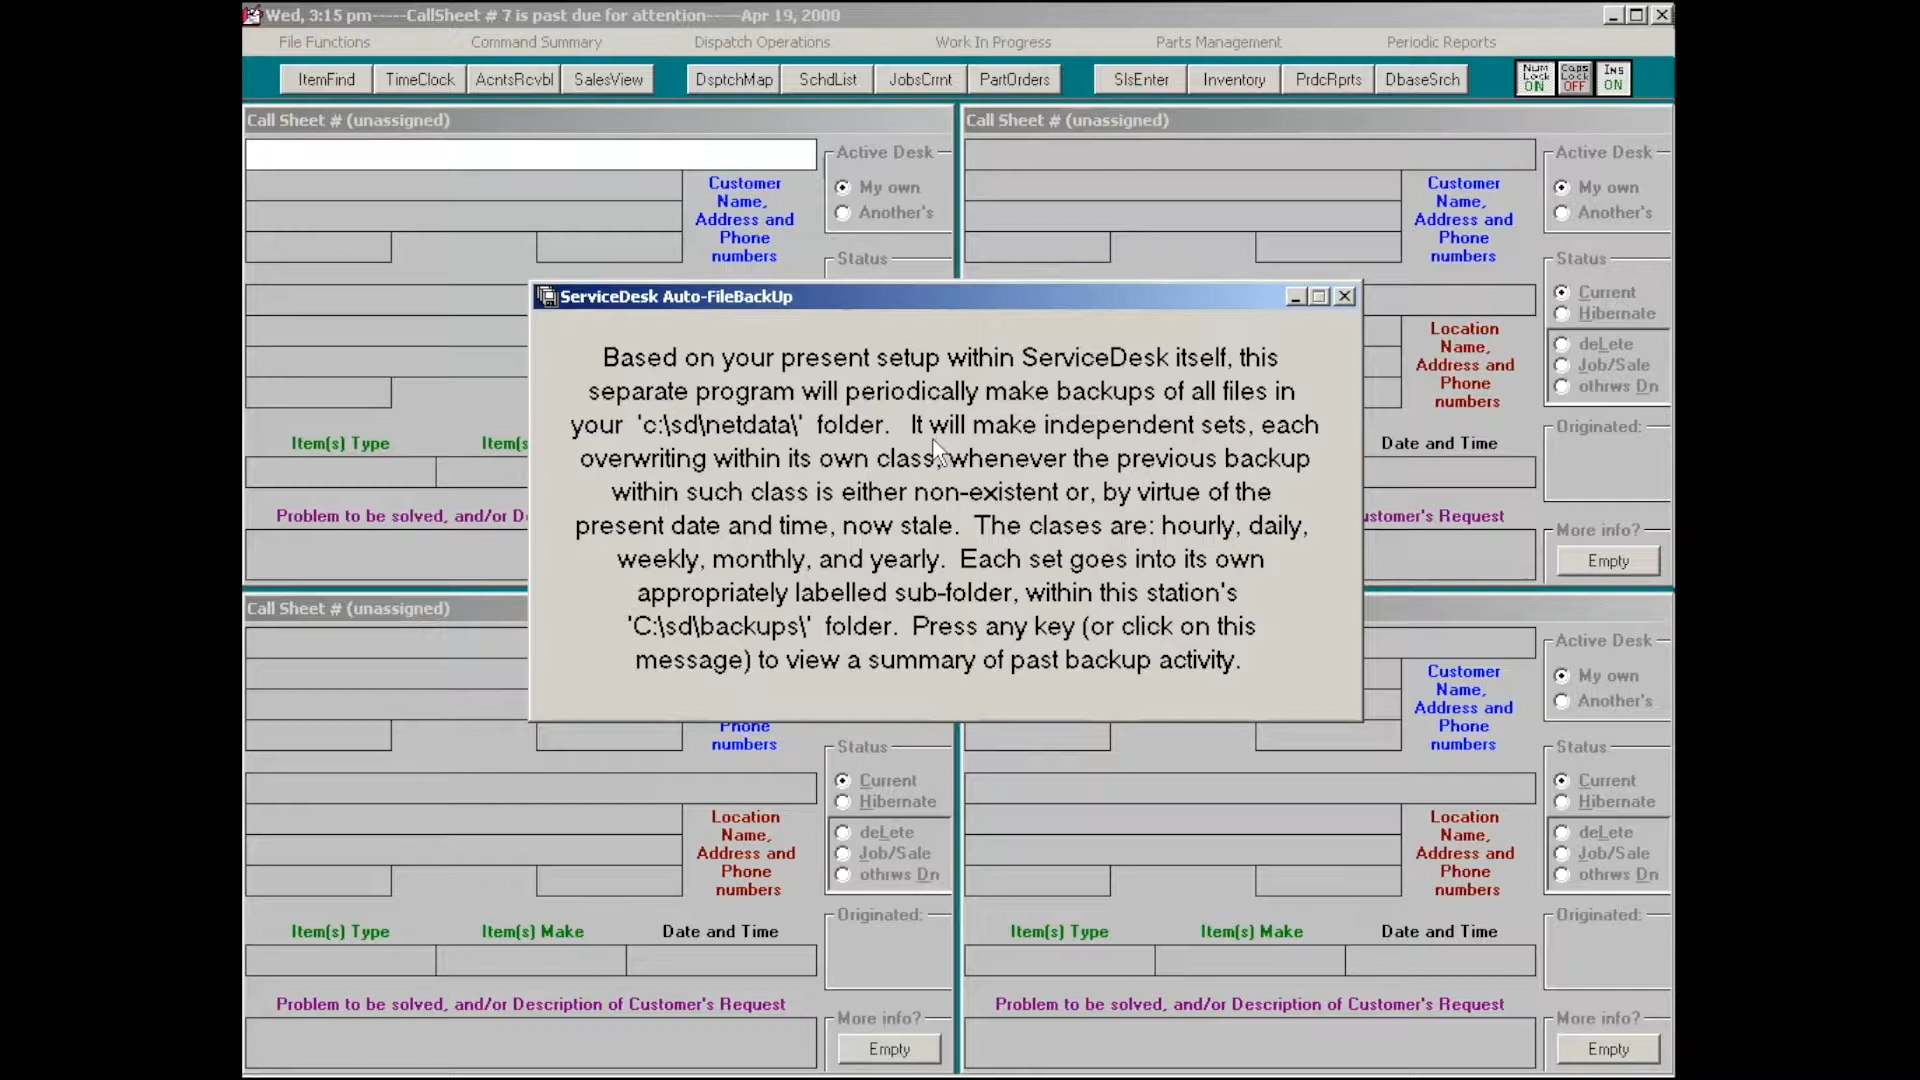 Wed, 3:15 pm-----CallSheet # 7 is past due for attention-----Apr 19, 2000
File Functions Command Summary Dispatch Operations Work In Progress Parts Management Periodic Reports
ItemFind TimeClock AcntsRcvbl SalesView DsptchMap SchdList JobsCrrnt PartOrders SlsEnter Inventory PrdcRprts DbaseSrch
Num Lock ON
Caps Lock OFF
Ins ON
Call Sheet # (unassigned)
Customer
Name,
Address and
Phone
numbers
Active Desk
My own
Another's
Status
Item(s) Type
Item(s)
Problem to be solved, and/or D
Call Sheet # (unassigned)
Customer
Name,
Address and
Phone
numbers
Active Desk
My own
Another's
Status
Current
Hibernate
deLete
Job/Sale
othrws Dn
Location
Name,
Address and
Phone
numbers
Originated:
Date and Time
ustomer's Request
More info?
Empty
ServiceDesk Auto-FileBackUp
Based on your present setup within ServiceDesk itself, this
separate program will periodically make backups of all files in
your 'c:\sd\netdata\' folder. It will make independent sets, each
overwriting within its own class, whenever the previous backup
within such class is either non-existent or, by virtue of the
present date and time, now stale. The clases are: hourly, daily,
weekly, monthly, and yearly. Each set goes into its own
appropriately labelled sub-folder, within this station's
'C:\sd\backups\' folder. Press any key (or click on this
message) to view a summary of past backup activity.
Call Sheet # (unassigned)
Phone
numbers
Status
Current
Hibernate
deLete
Job/Sale
othrws Dn
Location
Name,
Address and
Phone
numbers
Originated:
Item(s) Type Item(s) Make Date and Time
Problem to be solved, and/or Description of Customer's Request
More info?
Empty
Customer
Name,
Address and
Phone
numbers
Active Desk
My own
Another's
Status
Current
Hibernate
deLete
Job/Sale
othrws Dn
Location
Name,
Address and
Phone
numbers
Originated:
Item(s) Type Item(s) Make Date and Time
Problem to be solved, and/or Description of Customer's Request
More info?
Empty